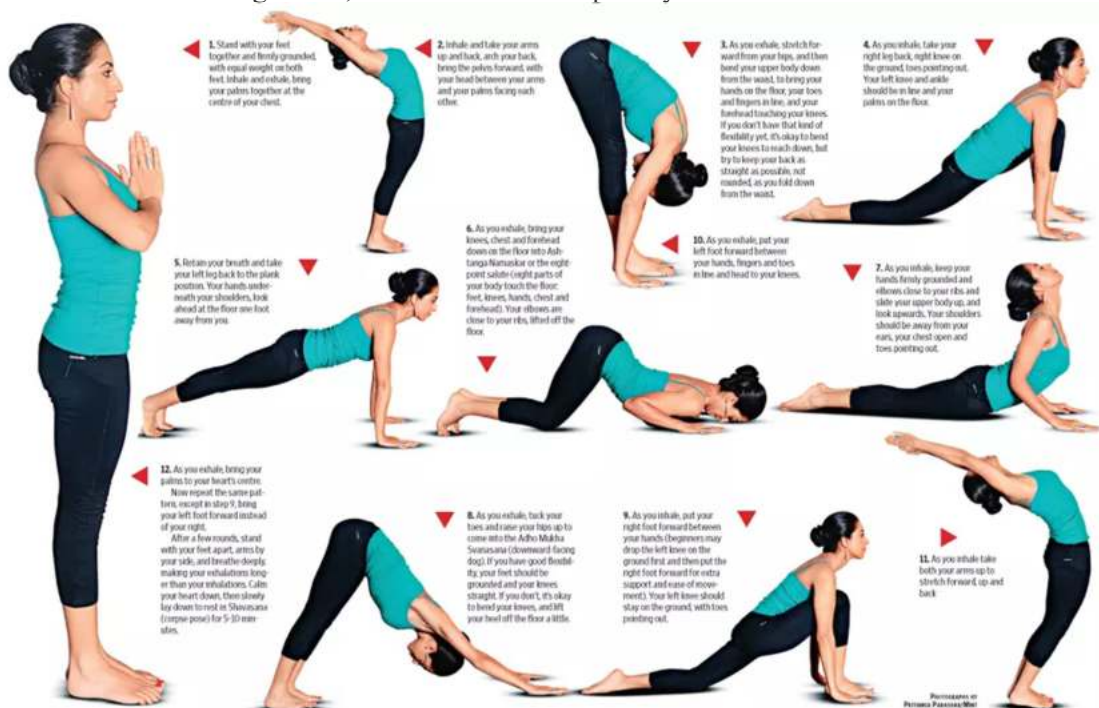 1. Stand with your feet
together and firmly grounded,
with equal weight on both
feet. Inhale and exhale, bring
your palms together at the
centre of your chest.
2. Inhale and take your arms
up and back, arch your back,
bring the pelvis forward, with
your head between your arms
and your palms facing each
other.
3. As you exhale, stretch for-
ward from your hips, and then
bend your upper body down
from the waist, to bring your
hands on the floor, your toes
and fingers in line, and your
forehead touching your knees.
If you don't have that kind of
flexibility yet, it's okay to bend
your knees to reach down, but
try to keep your back as
straight as possible, not
rounded, as you fold down
from the waist.
4. As you inhale, take your
right leg back, right knee on
the ground, toes pointing out.
Your left knee and ankle
should be in line and your
palms on the floor.
5. Retain your breath and take
your left leg back to the plank
position. Your hands under-
neath your shoulders, look
ahead at the floor one foot
away from you.
6. As you exhale, bring your
knees, chest and forehead
down on the floor into Ash-
tanga Namaskar or the eight-
point salute (eight parts of
your body touch the floor:
feet, knees, hands, chest and
forehead). Your elbows are
close to your ribs, lifted off the
floor.
7. As you inhale, keep your
hands firmly grounded and
elbows close to your ribs and
slide your upper body up, and
look upwards. Your shoulders
should be away from your
ears, your chest open and
toes pointing out.
8. As you exhale, tuck your
toes and raise your hips up to
come into the Adho Mukha
Svanasana (downward-facing
dog). If you have good flexibil-
ity, your feet should be
grounded and your knees
straight. If you don't, it's okay
to bend your knees, and lift
your heel off the floor a little.
9. As you inhale, put your
right foot forward between
your hands (beginners may
drop the left knee on the
ground first and then put the
right foot forward for extra
support and ease of move-
ment). Your left knee should
stay on the ground, with toes
pointing out.
10. As you exhale, put your
left foot forward between
your hands, fingers and toes
in line and head to your knees.
11. As you inhale take
both your arms up to
stretch forward, up and
back
12. As you exhale, bring your
palms to your heart's centre.
Now repeat the same pat-
tern, except in step 9, bring
your left foot forward instead
of your right.
After a few rounds, stand
with your feet apart, arms by
your side, and breathe deeply,
making your exhalations long-
er than your inhalations. Calm
your heart down, then slowly
lay down to rest in Shavasana
(corpse pose) for 5-10 min-
utes.
PHOTOGRAPHS BY
PRIYANKA PARASHAR/MINT